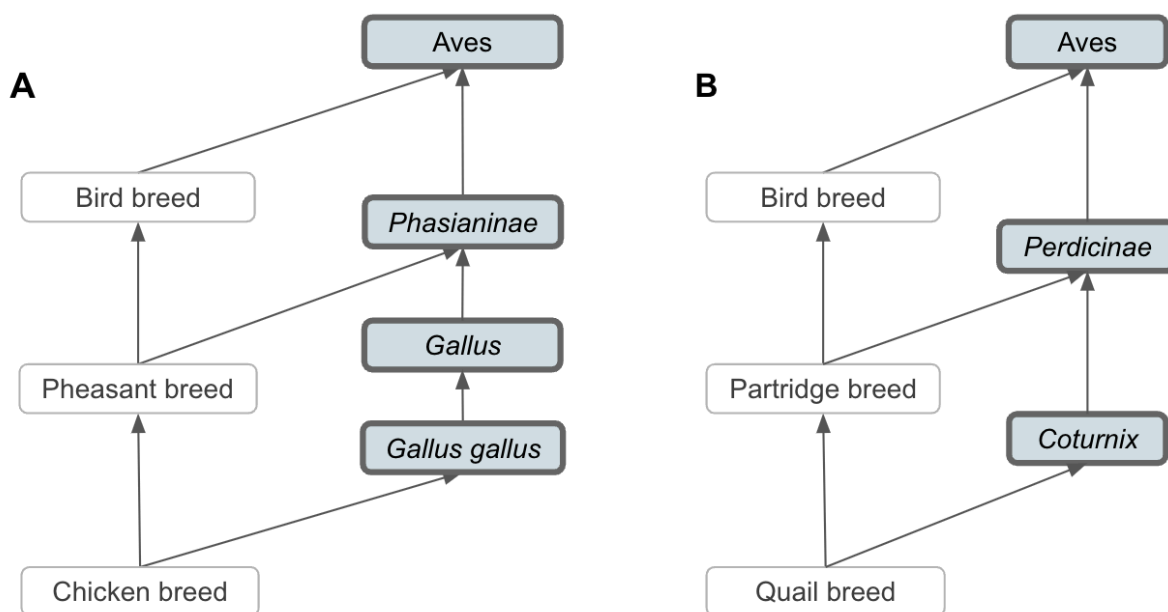 A
Aves
Bird breed
Phasianinae
Gallus
Pheasant breed
Gallus gallus
Chicken breed
B
Aves
Bird breed
Perdicinae
Partridge breed
Coturnix
Quail breed